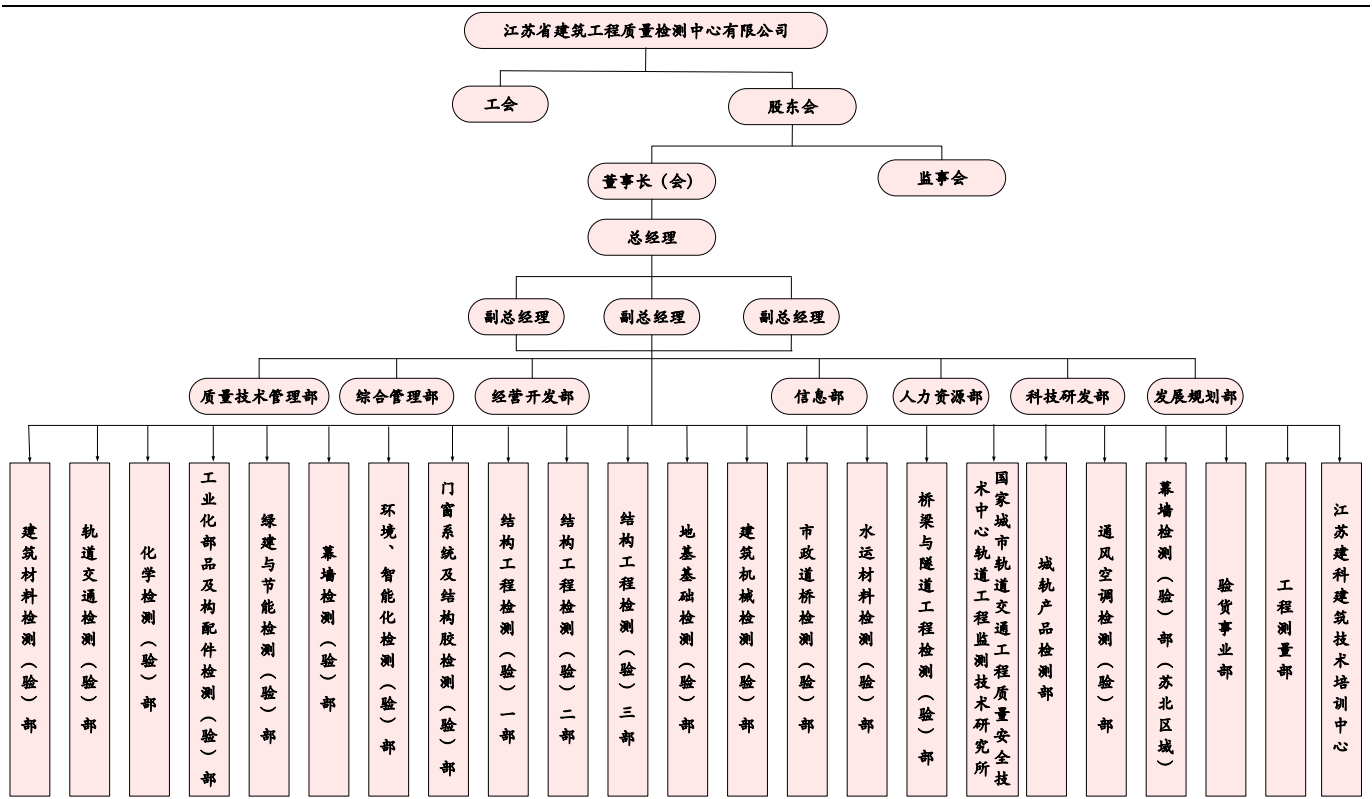 江苏省建筑工程质量检测中心有限公司
工会
股东会
董事长（会）
监事会
总经理
副总经理
副总经理
副总经理
质量技术管理部
综合管理部
经营开发部
信息部
人力资源部
科技研发部
发展规划部
建筑材料检测（验）部
轨道交通检测（验）部
化学检测（验）部
工业化部品及构配件检测（验）部
绿建与节能检测（验）部
幕墙检测（验）部
环境、智能化检测（验）部
门窗系统及结构胶检测（验）部
结构工程检测（验）一部
结构工程检测（验）二部
结构工程检测（验）三部
地基基础检测（验）部
建筑机械检测（验）部
市政道桥检测（验）部
水运材料检测（验）部
桥梁与隧道工程检测（验）部
国家城市轨道交通工程质量安全技
术中心轨道工程监测技术研究所
城轨产品检测部
通风空调检测（验）部
幕墙检测（验）部（苏北区域）
验货事业部
工程测量部
江苏建科建筑技术培训中心